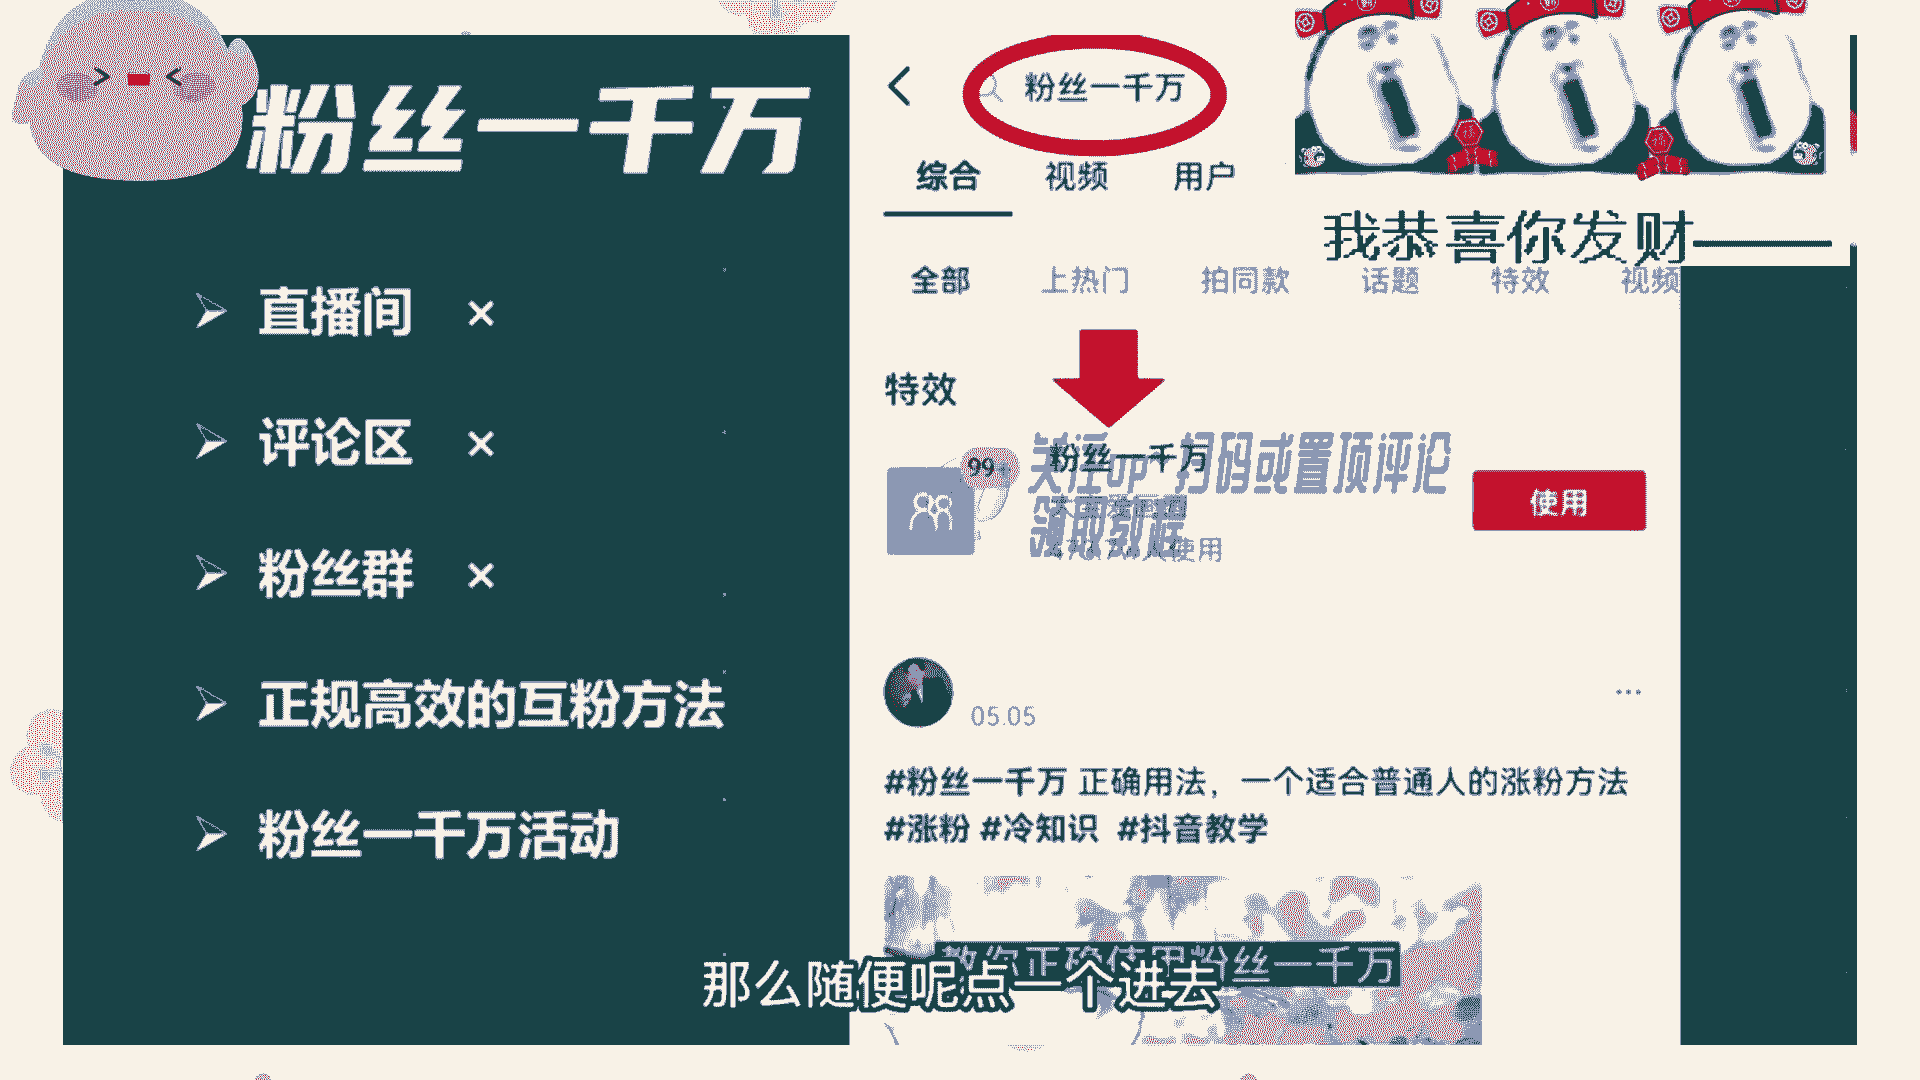 粉丝一千万
直播间 ×
评论区 ×
粉丝群 ×
正规高效的互粉方法
粉丝一千万活动
粉丝一千万
综合 视频 用户
我恭喜你发财——
全部 上热门 拍同款 话题 特效 视频
特效
99+
粉丝一千万
关注up 扫码或置顶评论
领取教程
使用
使用
05.05
#粉丝一千万 正确用法，一个适合普通人的涨粉方法
#涨粉 #冷知识 #抖音教学
教你正确使用粉丝一千万
那么随便呢点一个进去